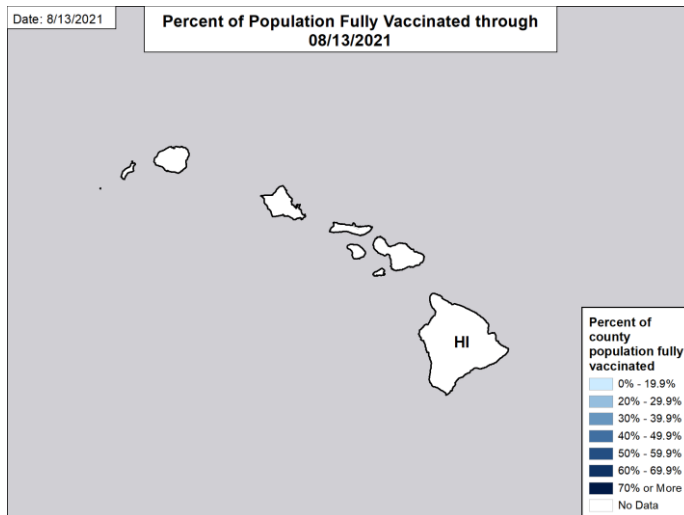 Date: 8/13/2021
Percent of Population Fully Vaccinated through
08/13/2021
HI
Percent of
county
population fully
vaccinated
0% - 19.9%
20% - 29.9%
30% - 39.9%
40% - 49.9%
50% - 59.9%
60% - 69.9%
70% or More
No Data